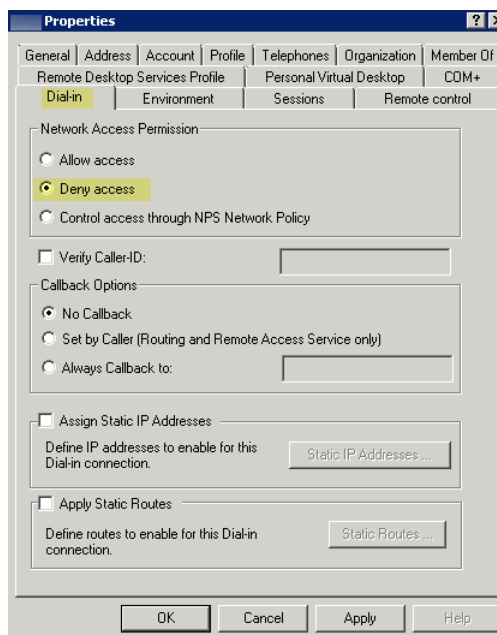 Properties
General Address Account Profile Telephones Organization Member Of
Remote Desktop Services Profile Personal Virtual Desktop COM+
Dial-in Environment Sessions Remote control
Network Access Permission
Allow access
Deny access
Control access through NPS Network Policy
Verify Caller-ID:
Callback Options
No Callback
Set by Caller (Routing and Remote Access Service only)
Always Callback to:
Assign Static IP Addresses
Define IP addresses to enable for this
Dial-in connection.
Static IP Addresses ...
Apply Static Routes
Define routes to enable for this Dial-in
connection.
Static Routes ...
OK Cancel Apply Help